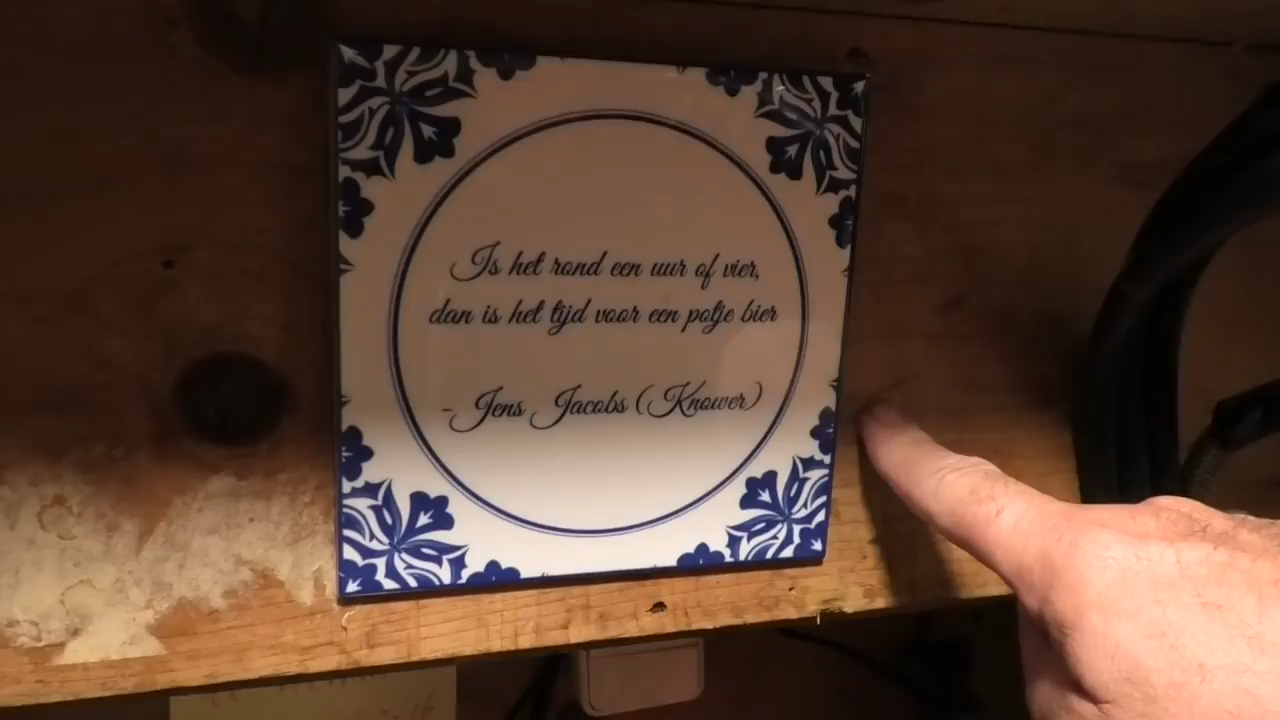 Is het rond een uur of vier,
dan is het tijd voor een potje bier
- Jens Jacobs (Knower)